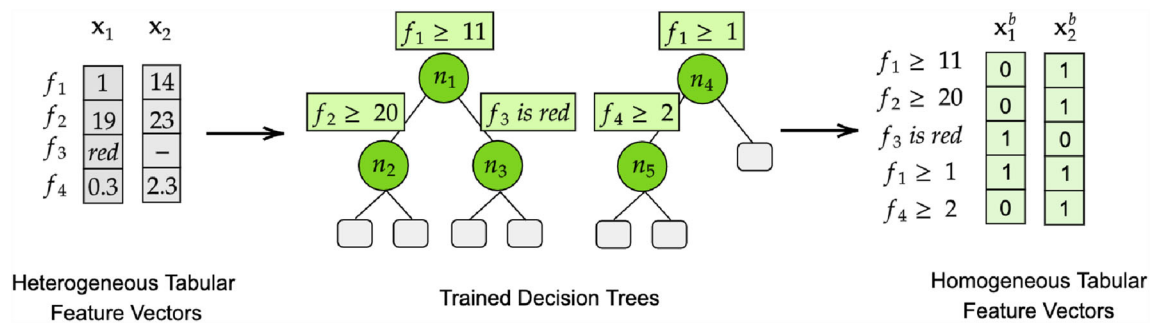 x₁ x₂
f₁ 1 14
f₂ 19 23
f₃ red –
f₄ 0.3 2.3
Heterogeneous Tabular
Feature Vectors
f₁ ≥ 11
n₁
f₂ ≥ 20
f₃ is red
n₂
n₃
f₁ ≥ 1
n₄
f₄ ≥ 2
n₅
Trained Decision Trees
x₁ᵇ x₂ᵇ
f₁ ≥ 11 0 1
f₂ ≥ 20 0 1
f₃ is red 1 0
f₁ ≥ 1 1 1
f₄ ≥ 2 0 1
Homogeneous Tabular
Feature Vectors